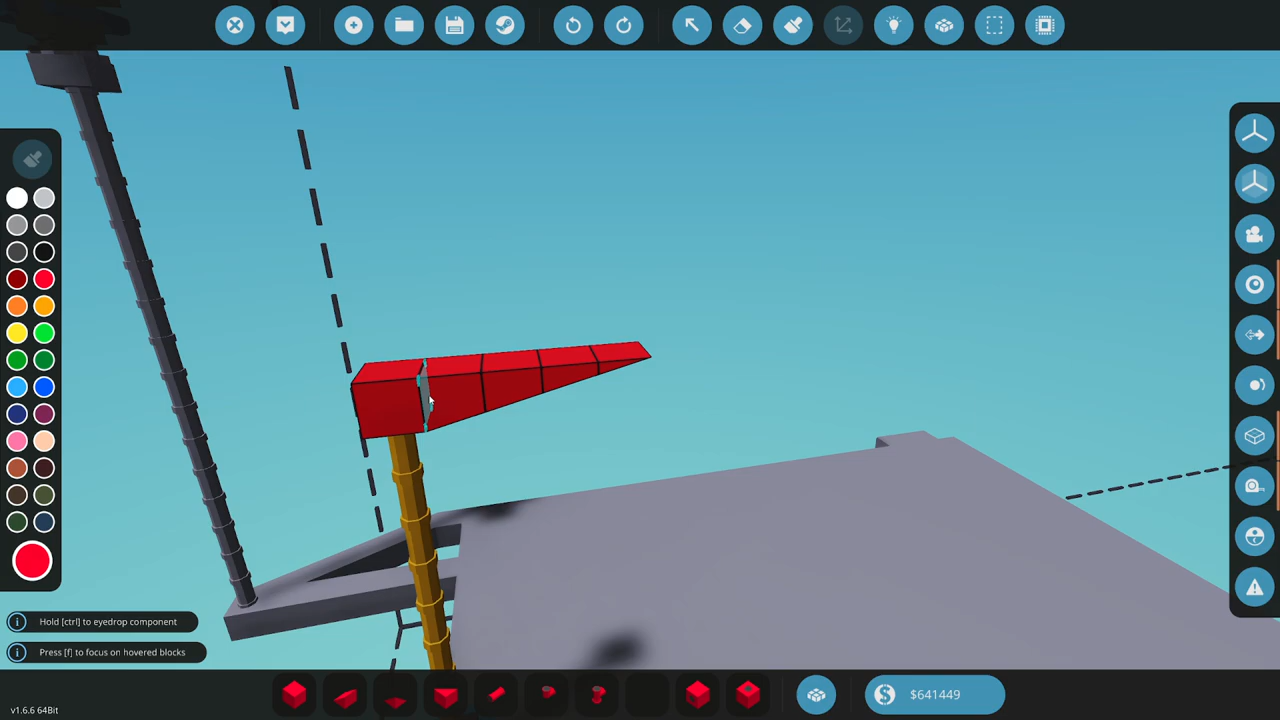 Hold [ctrl] to eyedrop component
Press [f] to focus on hovered blocks
$641449
v1.6.6 64Bit